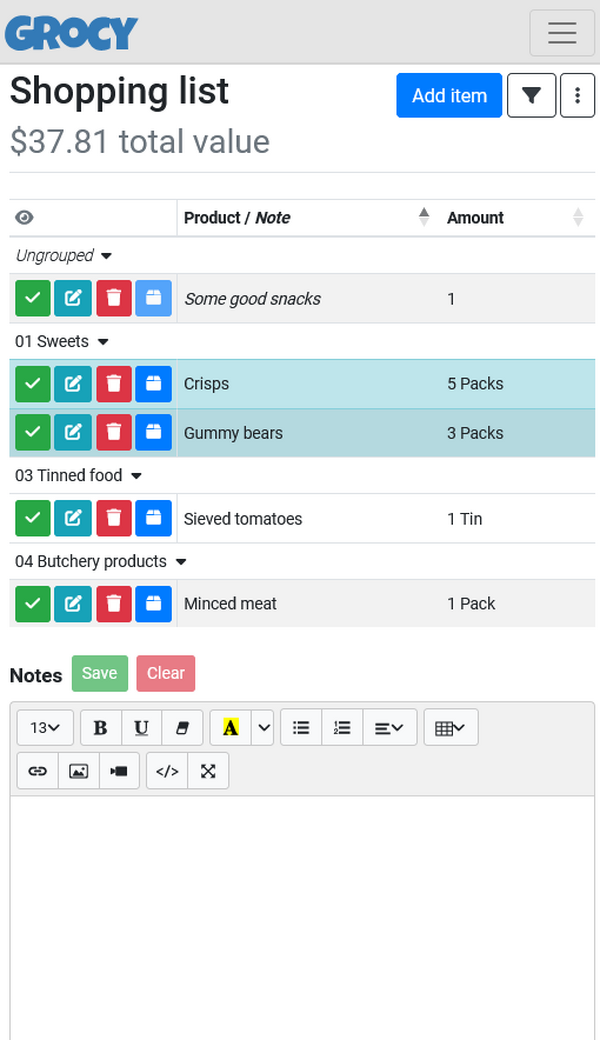 GROCY
Shopping list
Add item
$37.81 total value
Product / Note Amount
Ungrouped
Some good snacks 1
01 Sweets
Crisps 5 Packs
Gummy bears 3 Packs
03 Tinned food
Sieved tomatoes 1 Tin
04 Butchery products
Minced meat 1 Pack
Notes Save Clear
13 B U A
</>